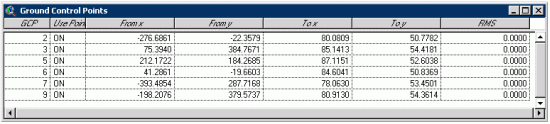 Ground Control Points
GCP Use Poin From x From y To x To y RMS
2 ON -276.6861 -22.3579 80.0809 50.7782 0.0000
3 ON 75.3940 384.7671 85.1413 54.4181 0.0000
5 ON 212.1722 184.2685 87.1151 52.6038 0.0000
6 ON 41.2861 -19.6603 84.6041 50.8369 0.0000
7 ON -393.4854 287.7168 78.0630 53.4501 0.0000
9 ON -198.2076 379.5737 80.9130 54.3614 0.0000